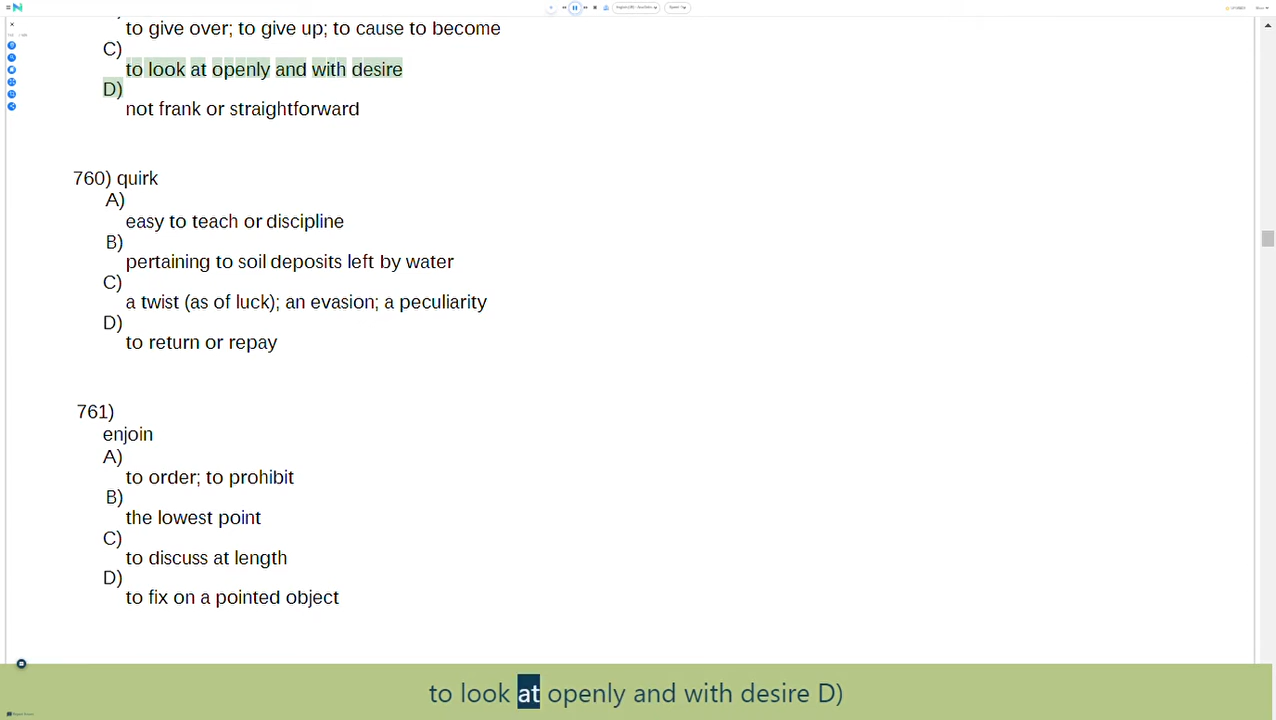 to give over; to give up; to cause to become
C)
to look at openly and with desire
D)
not frank or straightforward
760) quirk
A)
easy to teach or discipline
B)
pertaining to soil deposits left by water
C)
a twist (as of luck); an evasion; a peculiarity
D)
to return or repay
761)
enjoin
A)
to order; to prohibit
B)
the lowest point
C)
to discuss at length
D)
to fix on a pointed object
to look at openly and with desire D)